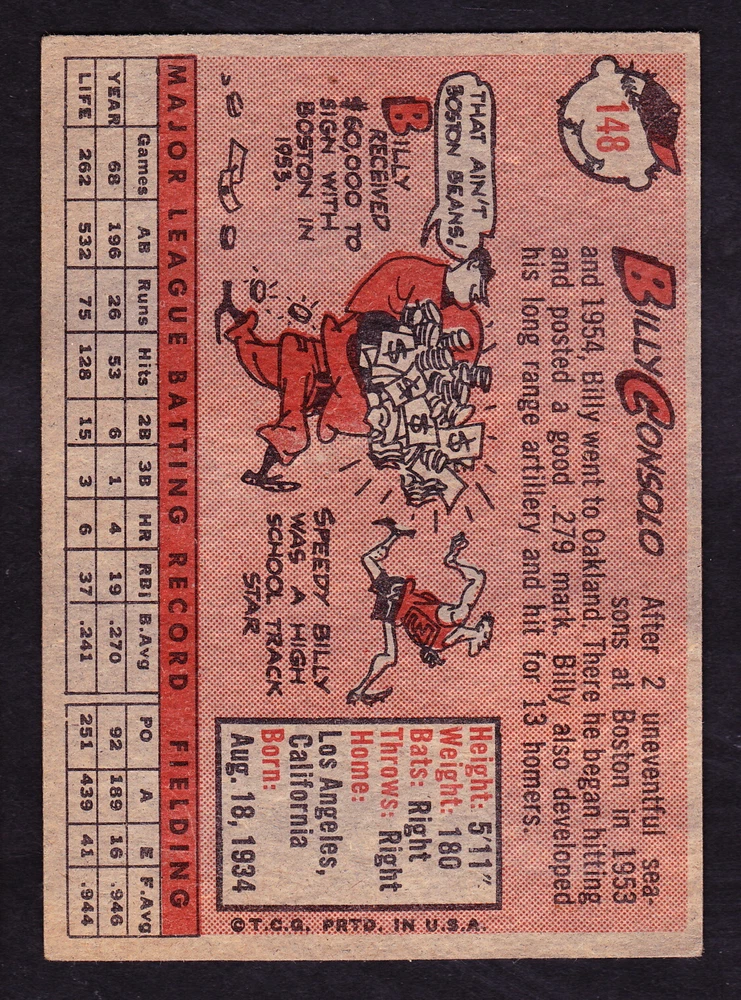 148
BILLY CONSOLO
After 2 uneventful sea-
sons at Boston in 1953
and 1954, Billy went to Oakland. There he began hitting
and posted a good .279 mark. Billy also developed
his long range artillery and hit for 13 homers.
THAT AIN'T
BOSTON BEANS!
BILLY
RECEIVED
$60,000 TO
SIGN WITH
BOSTON IN
1953.
$
$
$
$
SPEEDY BILLY
WAS A HIGH
SCHOOL TRACK
STAR
Height: 5'11"
Weight: 180
Bats: Right
Throws: Right
Home:
Los Angeles,
California
Born:
Aug. 18, 1934
©T.C.G. PRTD. IN U.S.A.
MAJOR LEAGUE BATTING RECORD FIELDING
Games AB Runs Hits 2B 3B HR RBI B.Avg PO A E F.Avg
YEAR 68 196 26 53 6 1 4 19 .270 92 189 16 .946
LIFE 262 532 75 128 15 3 6 37 .241 251 439 41 .944